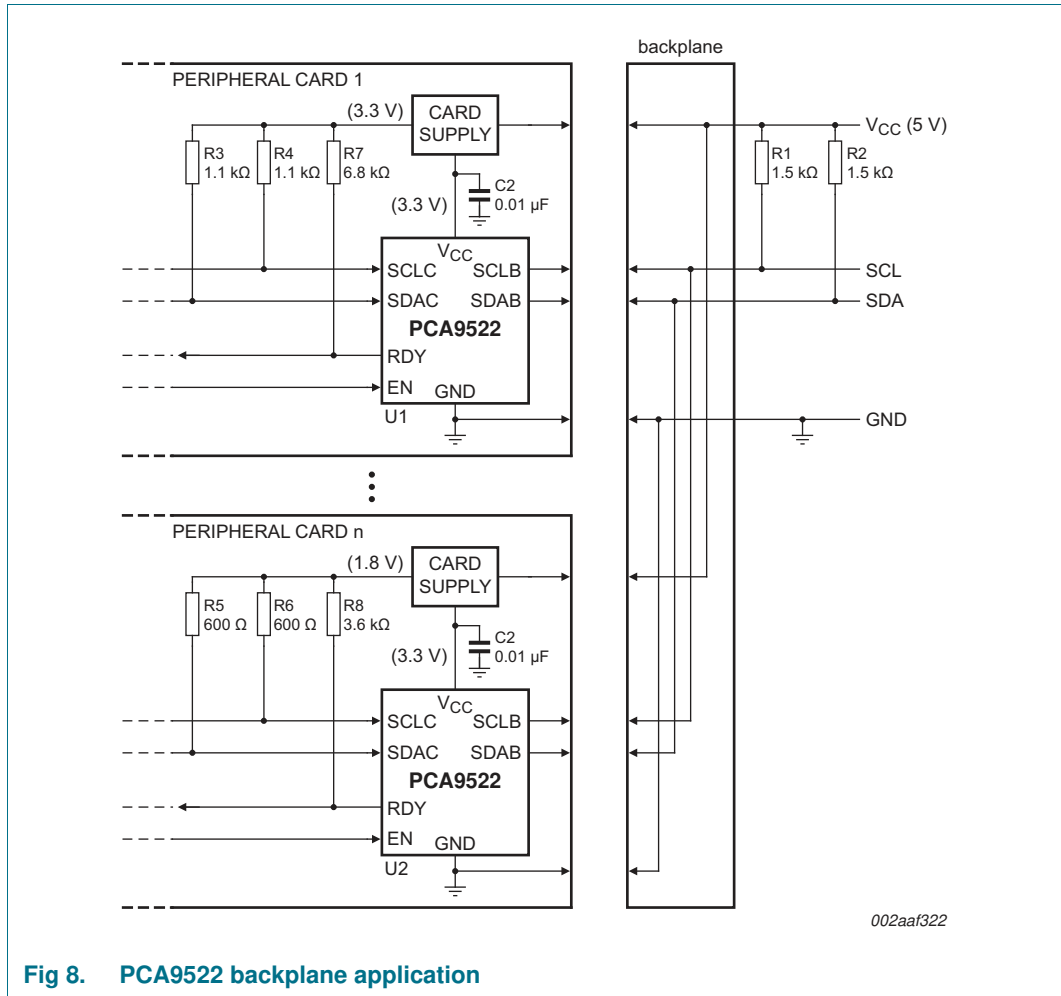 backplane
PERIPHERAL CARD 1
(3.3 V)
CARD
SUPPLY
VCC (5 V)
R3
1.1 kΩ
R4
1.1 kΩ
R7
6.8 kΩ
R1
1.5 kΩ
R2
1.5 kΩ
C2
0.01 µF
(3.3 V)
VCC
SCLC
SCLB
SCL
SDAC
SDAB
SDA
PCA9522
RDY
EN
GND
U1
GND
PERIPHERAL CARD n
(1.8 V)
CARD
SUPPLY
R5
600 Ω
R6
600 Ω
R8
3.6 kΩ
C2
0.01 µF
(3.3 V)
VCC
SCLC
SCLB
SDAC
SDAB
PCA9522
RDY
EN
GND
U2
002aaf322
Fig 8. PCA9522 backplane application